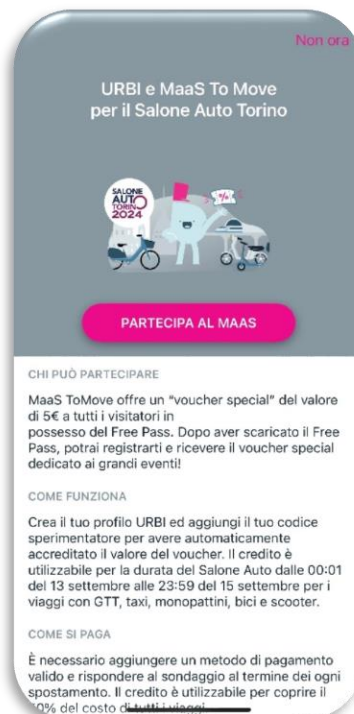 Non ora
URBI e MaaS To Move
per il Salone Auto Torino
SALONE
AUTO
TORINO
2024
%
PARTECIPA AL MAAS
CHI PUÒ PARTECIPARE
MaaS ToMove offre un "voucher special" del valore
di 5€ a tutti i visitatori in
possesso del Free Pass. Dopo aver scaricato il Free
Pass, potrai registrarti e ricevere il voucher special
dedicato ai grandi eventi!
COME FUNZIONA
Crea il tuo profilo URBI ed aggiungi il tuo codice
sperimentatore per avere automaticamente
accreditato il valore del voucher. Il credito è
utilizzabile per la durata del Salone Auto dalle 00:01
del 13 settembre alle 23:59 del 15 settembre per i
viaggi con GTT, taxi, monopattini, bici e scooter.
COME SI PAGA
È necessario aggiungere un metodo di pagamento
valido e rispondere al sondaggio al termine dei ogni
spostamento. Il credito è utilizzabile per coprire il
del costo di tutti i viaggi.